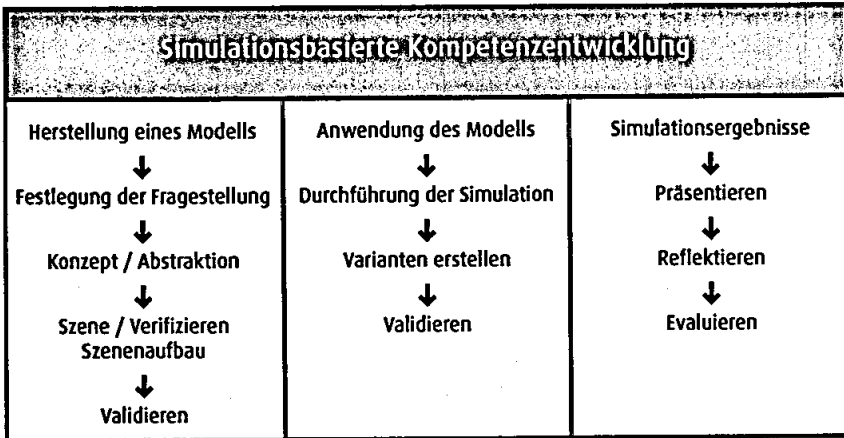 Simulationsbasierte Kompetenzentwicklung
Herstellung eines Modells
↓
Festlegung der Fragestellung
↓
Konzept / Abstraktion
↓
Szene / Verifizieren
Szenenaufbau
↓
Validieren
Anwendung des Modells
↓
Durchführung der Simulation
↓
Varianten erstellen
↓
Validieren
Simulationsergebnisse
↓
Präsentieren
↓
Reflektieren
↓
Evaluieren